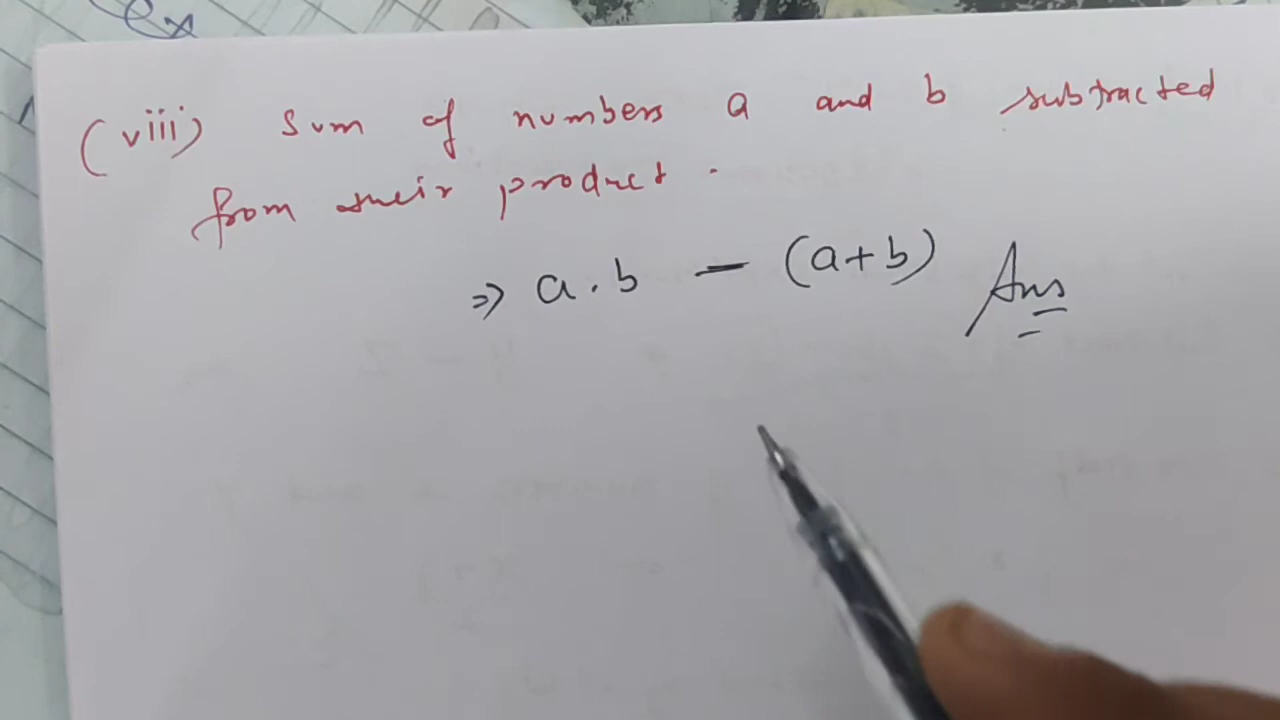 (viii) Sum of numbers a and b subtracted
from their product.
⇒ a.b - (a+b) Ans